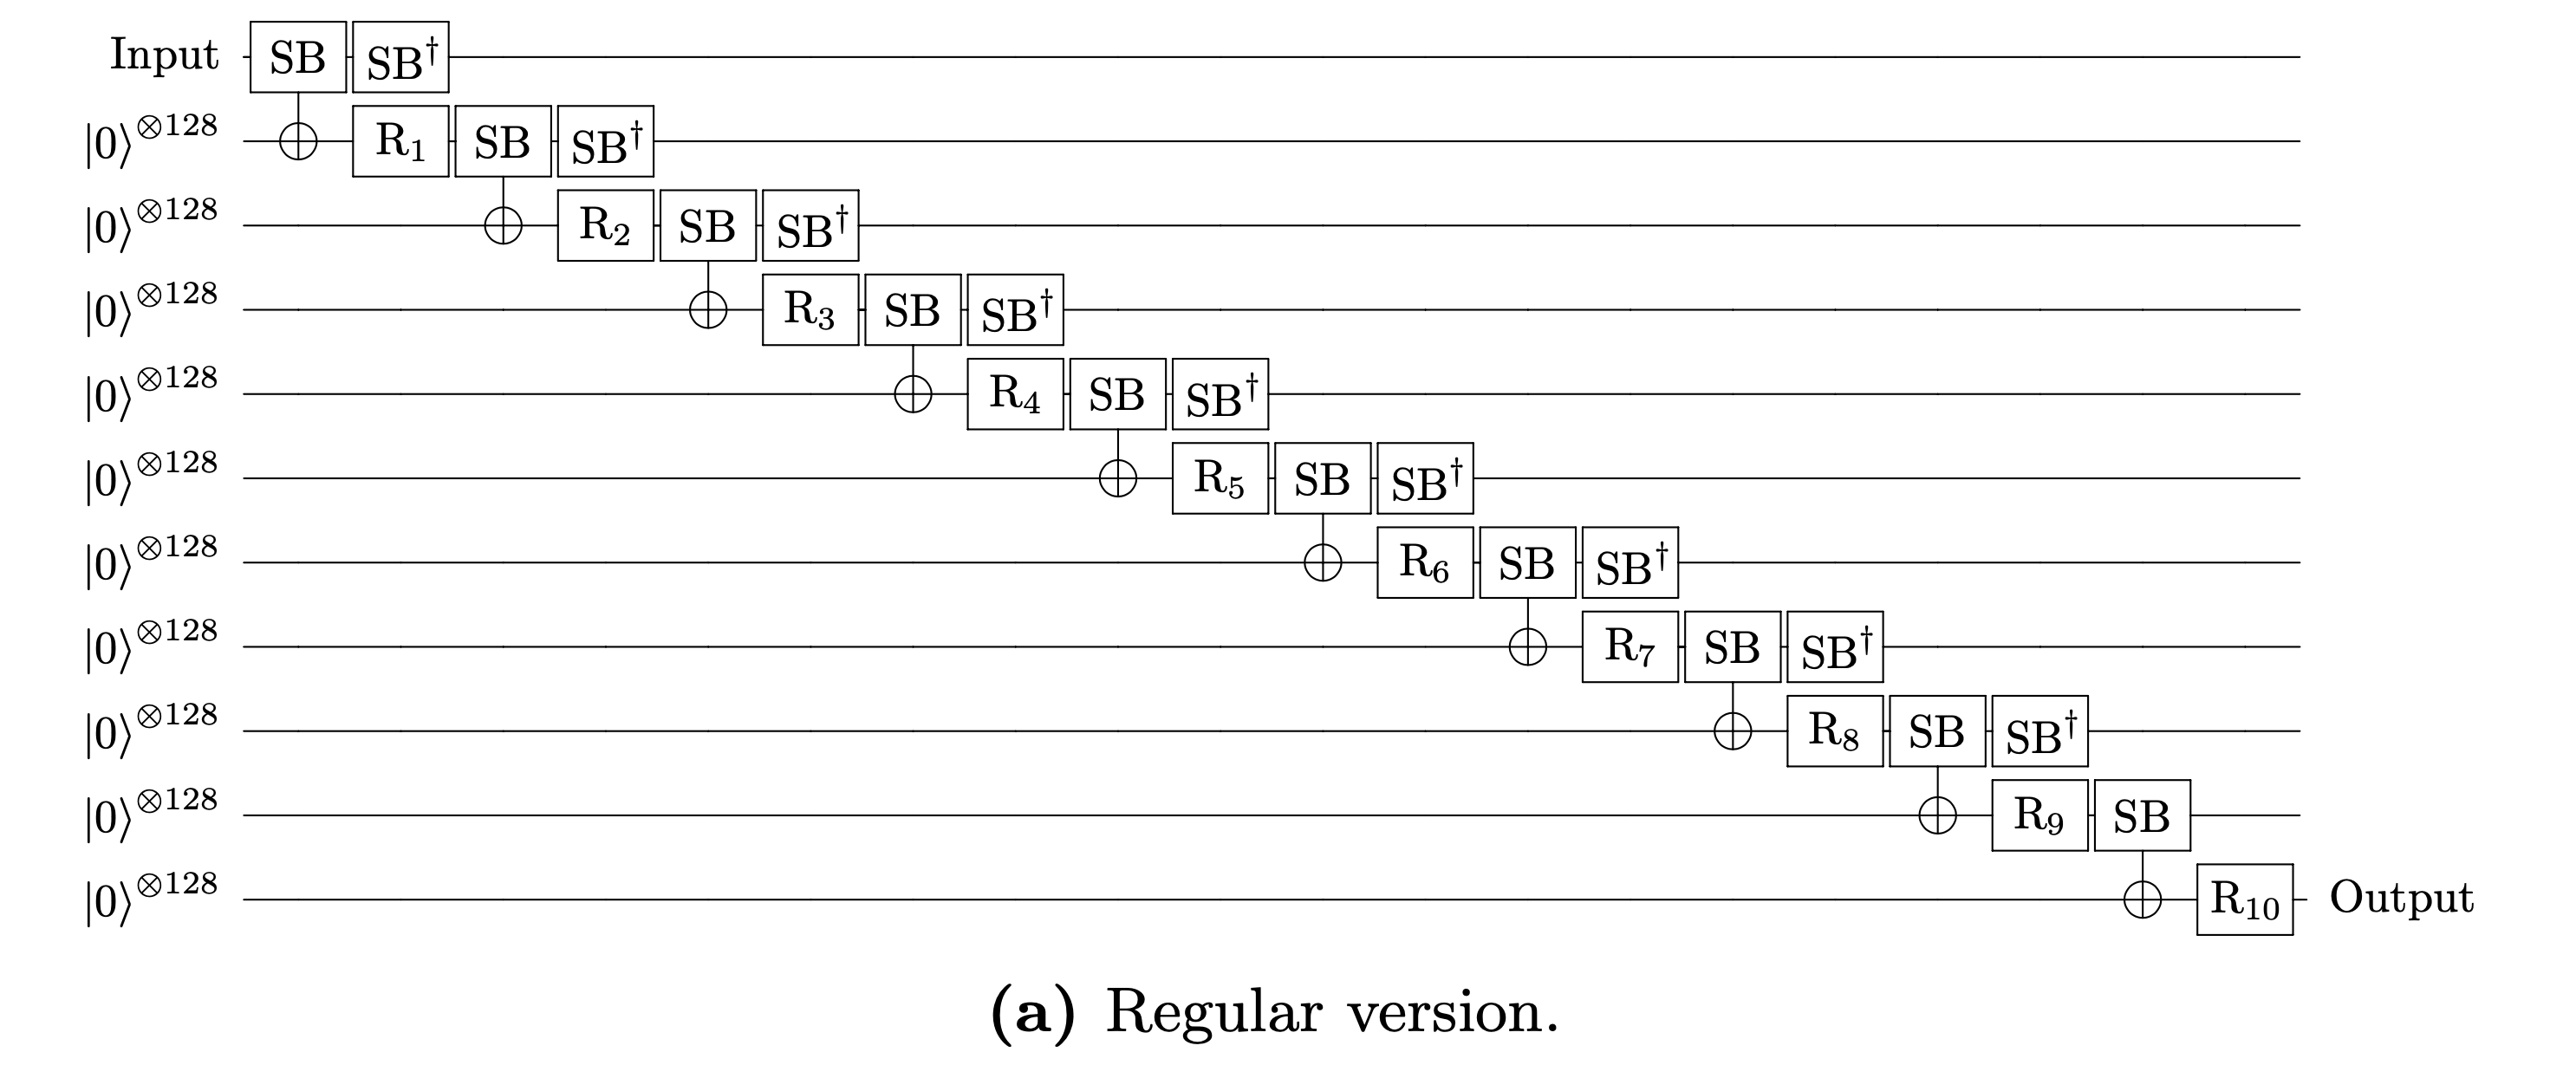 Input SB SB†
|0⟩⊗128 R1 SB SB†
|0⟩⊗128 R2 SB SB†
|0⟩⊗128 R3 SB SB†
|0⟩⊗128 R4 SB SB†
|0⟩⊗128 R5 SB SB†
|0⟩⊗128 R6 SB SB†
|0⟩⊗128 R7 SB SB†
|0⟩⊗128 R8 SB SB†
|0⟩⊗128 R9 SB
|0⟩⊗128 R10 Output
(a) Regular version.